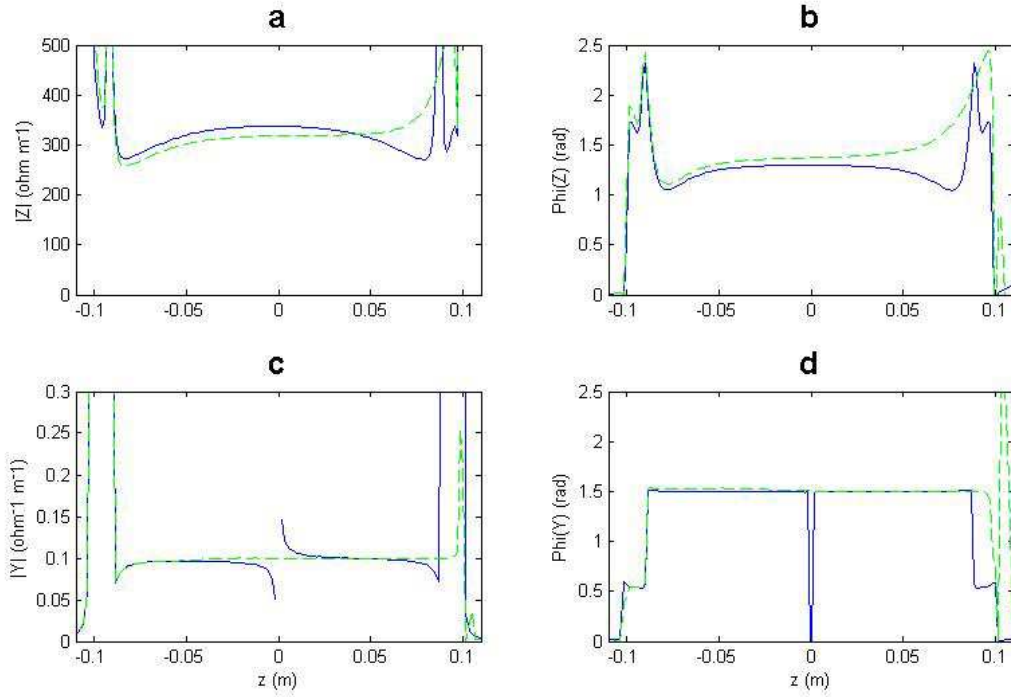 a
500
400
300
200
100
0
|Z| (ohm m-1)
-0.1 -0.05 0 0.05 0.1
z (m)
b
2.5
2
1.5
1
0.5
0
Phi(Z) (rad)
-0.1 -0.05 0 0.05 0.1
z (m)
c
0.3
0.25
0.2
0.15
0.1
0.05
0
|Y| (ohm-1 m-1)
-0.1 -0.05 0 0.05 0.1
z (m)
d
2.5
2
1.5
1
0.5
0
Phi(Y) (rad)
-0.1 -0.05 0 0.05 0.1
z (m)